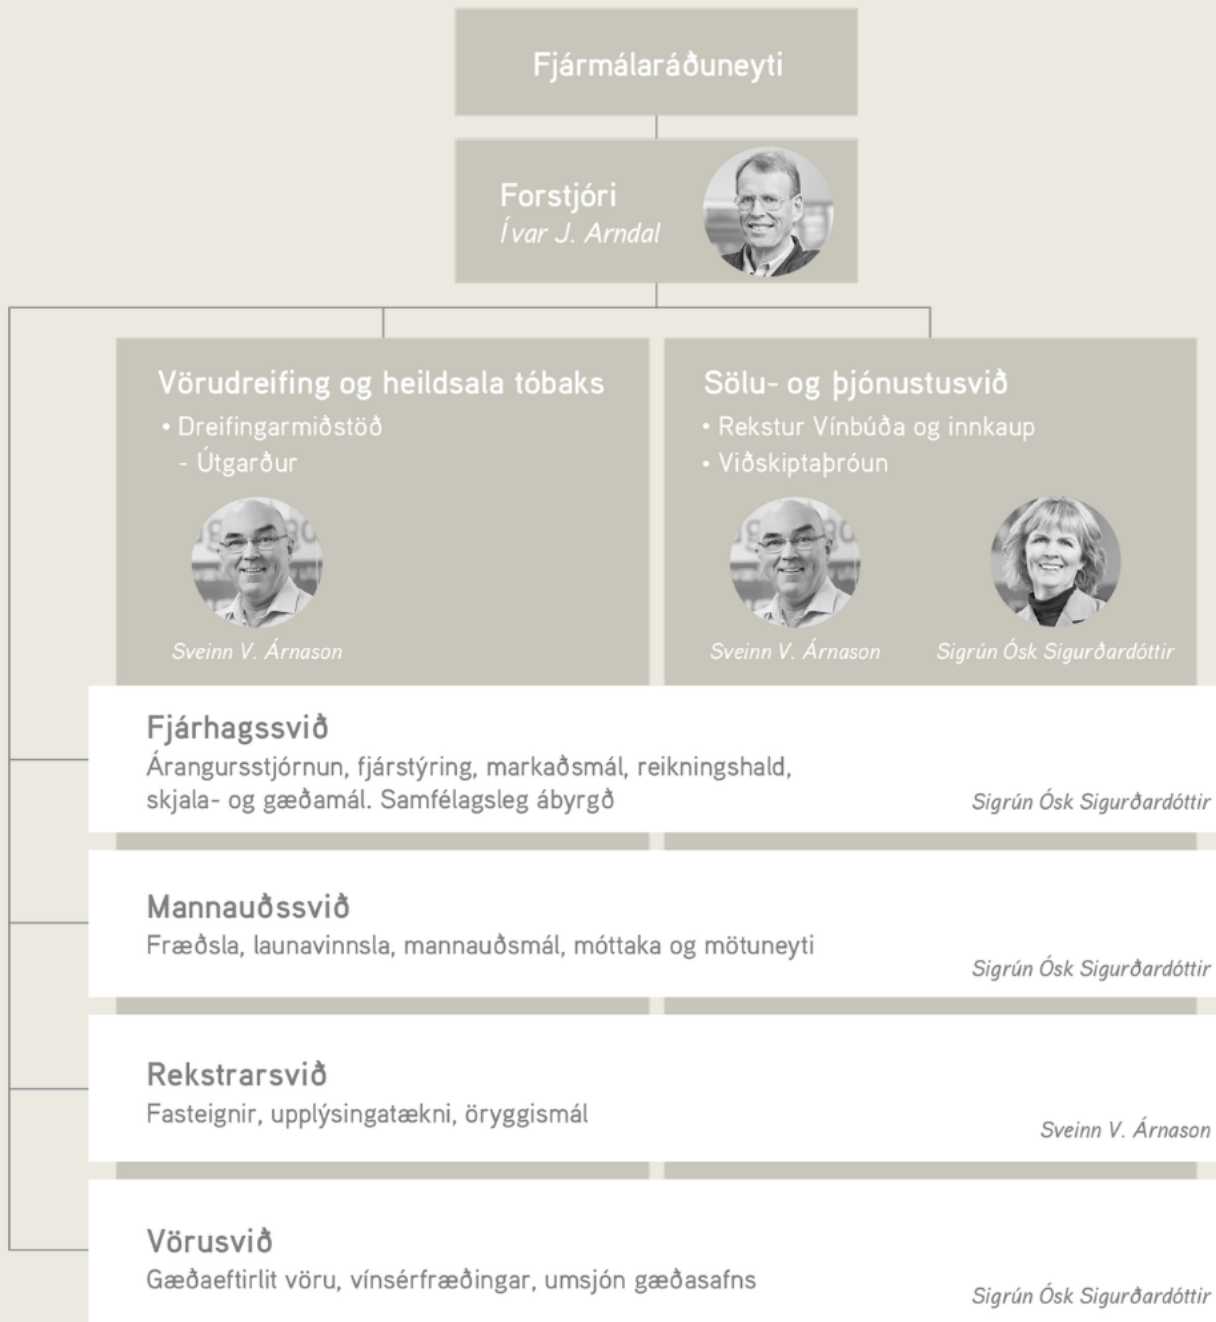 Fjármálaráðuneyti
Forstjóri
Ívar J. Arndal
Vörudreifing og heildsala tóbaks
• Dreifingarmiðstöð
- Útgarður
Sveinn V. Árnason
Sölu- og þjónustusvið
• Rekstur Vínbúða og innkaup
• Viðskiptaþróun
Sveinn V. Árnason
Sigrún Ósk Sigurðardóttir
Fjárhagssvið
Árangursstjórnun, fjárstýring, markaðsmál, reikningshald,
skjala- og gæðamál. Samfélagsleg ábyrgð
Sigrún Ósk Sigurðardóttir
Mannauðssvið
Fræðsla, launavinnsla, mannauðsmál, móttaka og mötuneyti
Sigrún Ósk Sigurðardóttir
Rekstrarsvið
Fasteignir, upplýsingatækni, öryggismál
Sveinn V. Árnason
Vörusvið
Gæðaeftirlit vöru, vínsérfræðingar, umsjón gæðasafns
Sigrún Ósk Sigurðardóttir